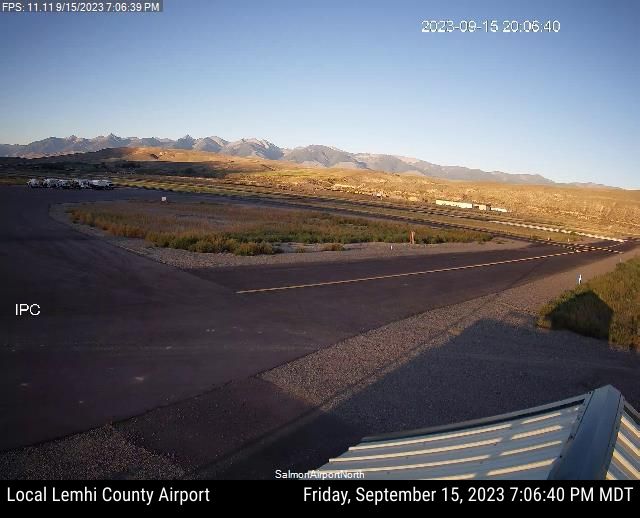 FPS: 11.11 9/15/2023 7:06:39 PM
2023-09-15 20:06:40
IPC
SalmonAirportNorth
Local Lemhi County Airport
Friday, September 15, 2023 7:06:40 PM MDT